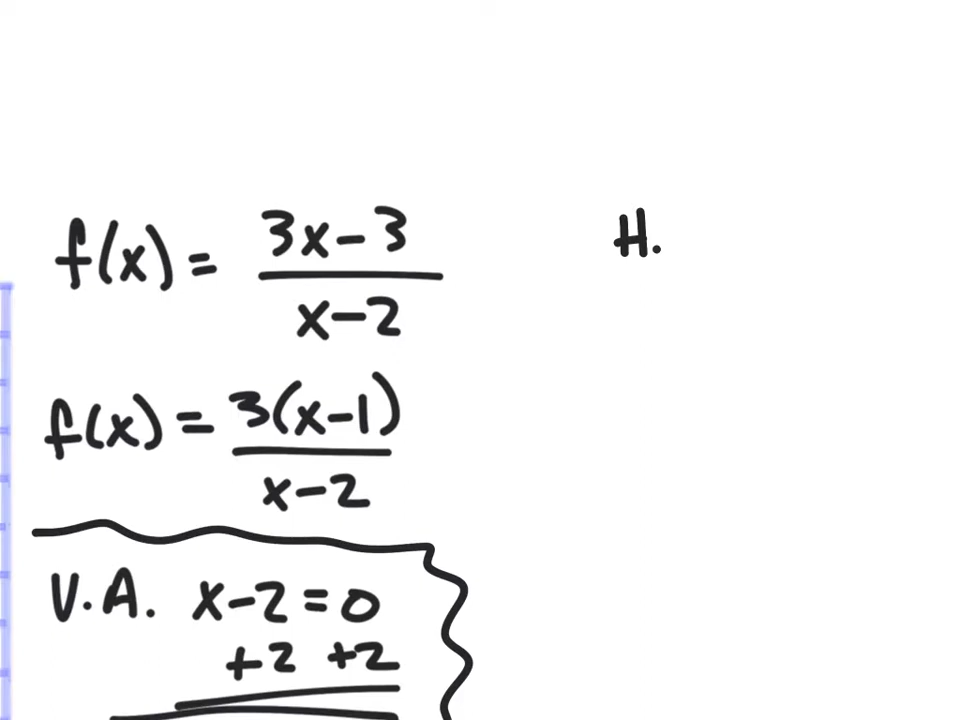 f(x) = 3x-3 / x-2
H.
f(x) = 3(x-1) / x-2
V.A. x-2=0
+2 +2